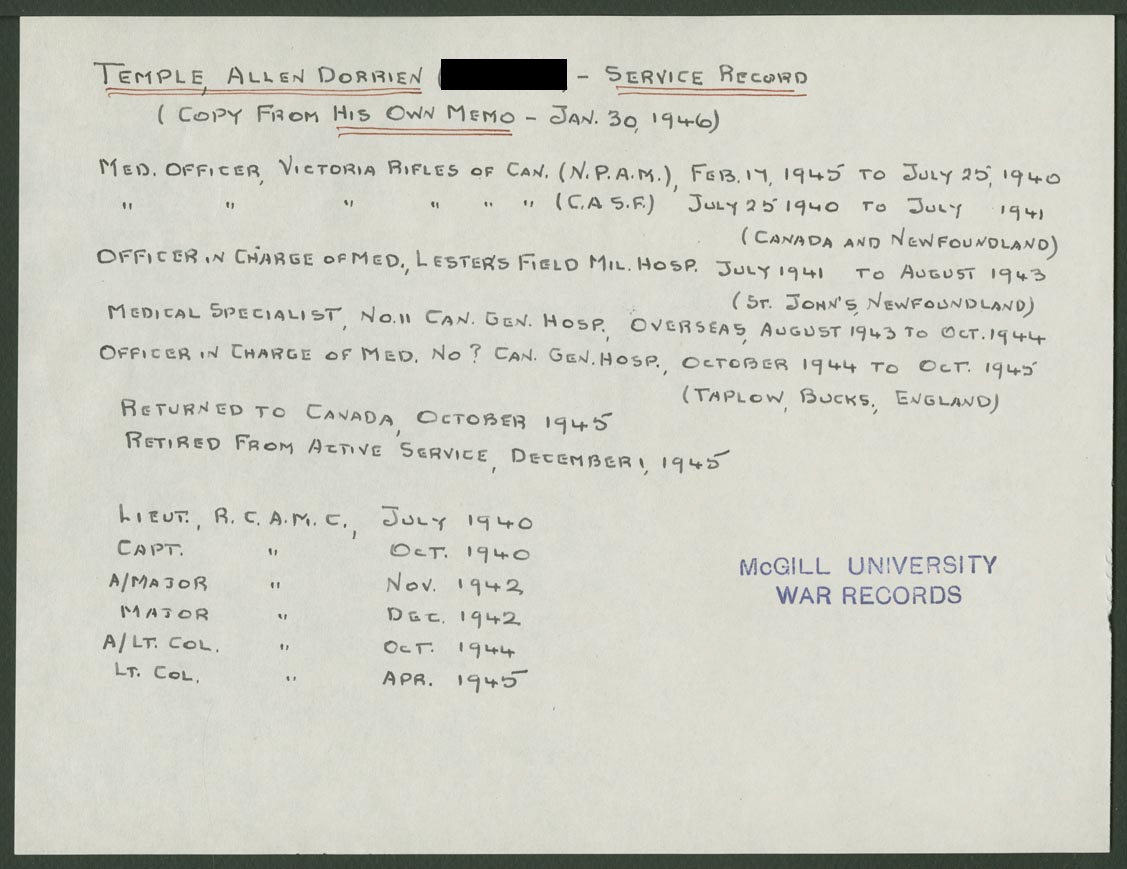 TEMPLE, ALLEN DORRIEN ( - SERVICE RECORD
(COPY FROM HIS OWN MEMO - JAN. 30, 1946)
MED. OFFICER, VICTORIA RIFLES OF CAN. (N.P.A.M.), FEB. 17, 1945 TO JULY 25, 1940
" " " " " " (C.A S.F.) JULY 25 1940 TO JULY 1941
(CANADA AND NEWFOUNDLAND)
OFFICER IN CHARGE OF MED., LESTER'S FIELD MIL. HOSP. JULY 1941 TO AUGUST 1943
(ST. JOHN'S, NEWFOUNDLAND)
MEDICAL SPECIALIST, NO. 11 CAN. GEN. HOSP., OVERSEAS, AUGUST 1943 TO OCT. 1944
OFFICER IN CHARGE OF MED. NO ? CAN. GEN. HOSP., OCTOBER 1944 TO OCT. 1945
(TAPLOW, BUCKS., ENGLAND)
RETURNED TO CANADA, OCTOBER 1945
RETIRED FROM ACTIVE SERVICE, DECEMBER 1, 1945
LIEUT., R.C.A.M.C., JULY 1940
CAPT. " OCT. 1940
A/MAJOR " NOV. 1942
MAJOR " DEC. 1942
A/LT. COL. " OCT. 1944
LT. COL. " APR. 1945
McGILL UNIVERSITY
WAR RECORDS